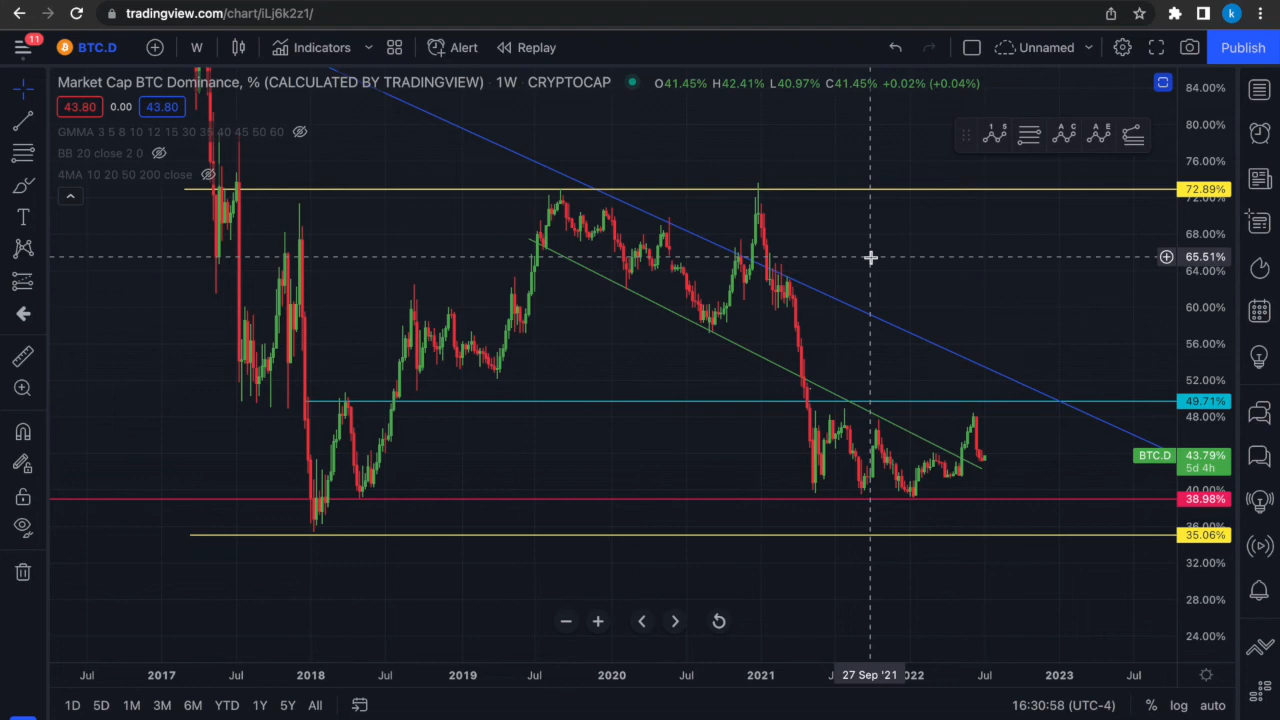 tradingview.com/chart/iLj6k2z1/
k
11
BTC.D
W
Indicators
Alert
Replay
Unnamed
Publish
Market Cap BTC Dominance, % (CALCULATED BY TRADINGVIEW) · 1W · CRYPTOCAP
O41.45% H42.41% L40.97% C41.45% +0.02% (+0.04%)
43.80 0.00 43.80
GMMA 3 5 8 10 12 15 30 35 40 45 50 60
BB 20 close 2 0
4MA 10 20 50 200 close
1 5
A C
A E
84.00%
80.00%
76.00%
72.89%
72.00%
68.00%
65.51%
64.00%
60.00%
56.00%
52.00%
49.71%
48.00%
BTC.D 43.79%
5d 4h
40.00%
38.98%
36.00%
35.06%
32.00%
28.00%
24.00%
Jul 2017 Jul 2018 Jul 2019 Jul 2020 Jul 2021 27 Sep '21 022 Jul 2023 Jul
1D 5D 1M 3M 6M YTD 1Y 5Y All
16:30:58 (UTC-4) % log auto